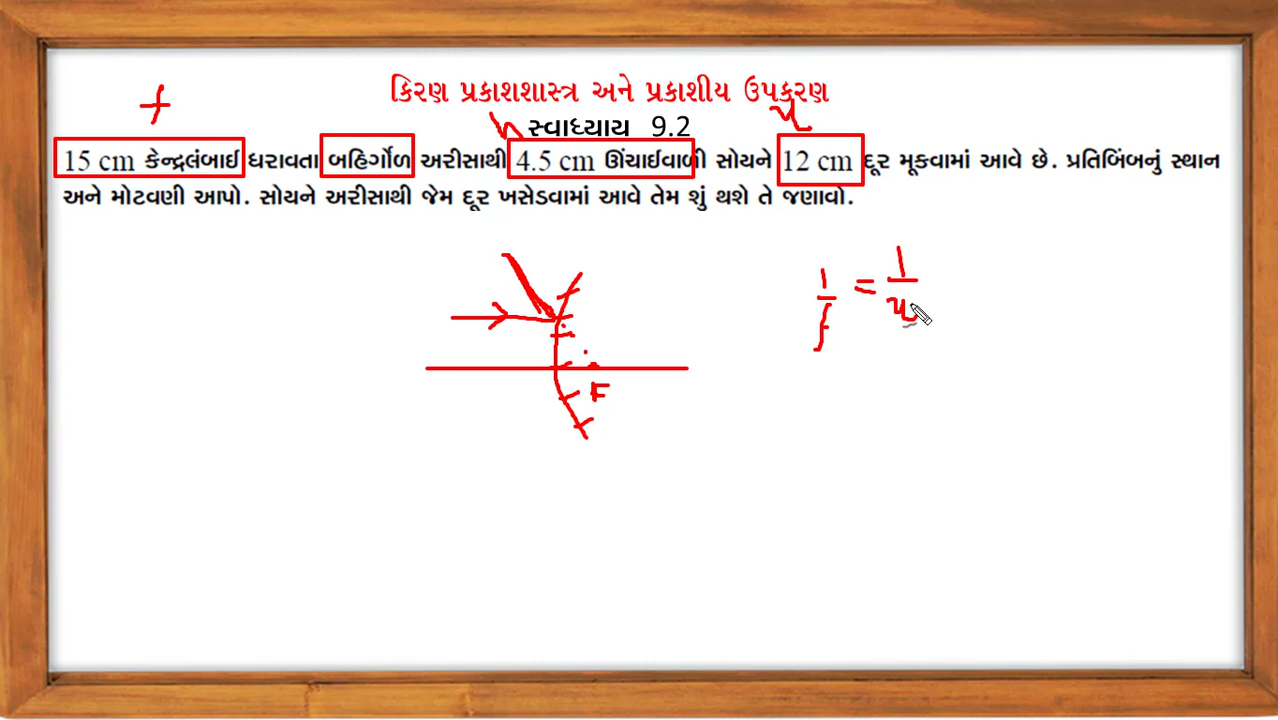 કિરણ પ્રકાશશાસ્ત્ર અને પ્રકાશીય ઉપકરણ
f
h
u
સ્વાધ્યાય 9.2
15 cm કેન્દ્રલંબાઈ ધરાવતા બહિર્ગોળ અરીસાથી 4.5 cm ઊંચાઈવાળી સોયને 12 cm દૂર મૂકવામાં આવે છે. પ્રતિબિંબનું સ્થાન
અને મોટવણી આપો. સોયને અરીસાથી જેમ દૂર ખસેડવામાં આવે તેમ શું થશે તે જણાવો.
1/f = 1/u
F